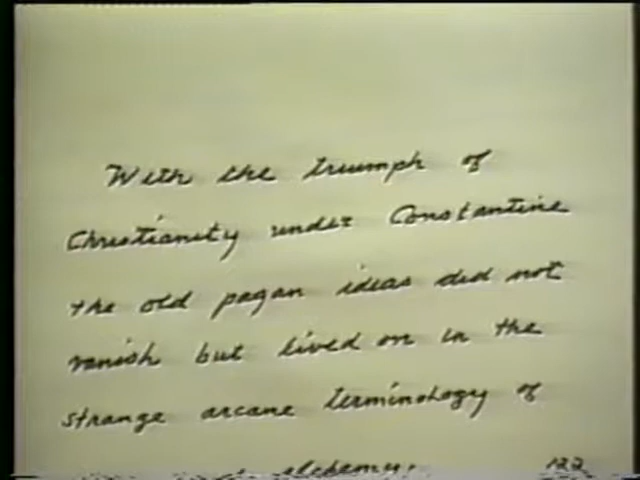 With the triumph of
Christianity under Constantine
the old pagan ideas did not
vanish but lived on in the
strange arcane terminology of
alchemy.
122